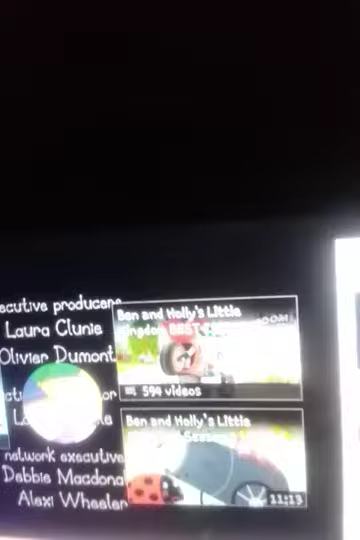 ecutive producers
Laura Clunie
Olivier Dumont
network executive
Debbie Macdona
Alexi Wheeler
Ben and Holly's Little
Kingdom BEST
594 videos
Ben and Holly's Little
11:13